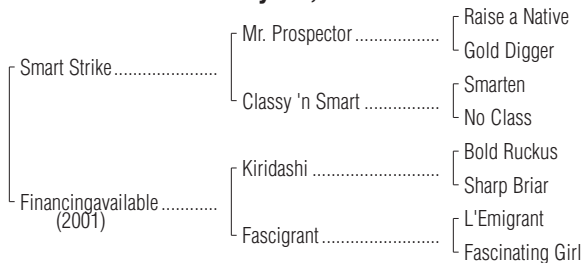 Raise a Native
Mr. Prospector..................
Gold Digger
Smart Strike......................
Smarten
Classy 'n Smart ................
No Class
Bold Ruckus
Kiridashi ...........................
Sharp Briar
Financingavailable ............
(2001)
L'Emigrant
Fascigrant.........................
Fascinating Girl